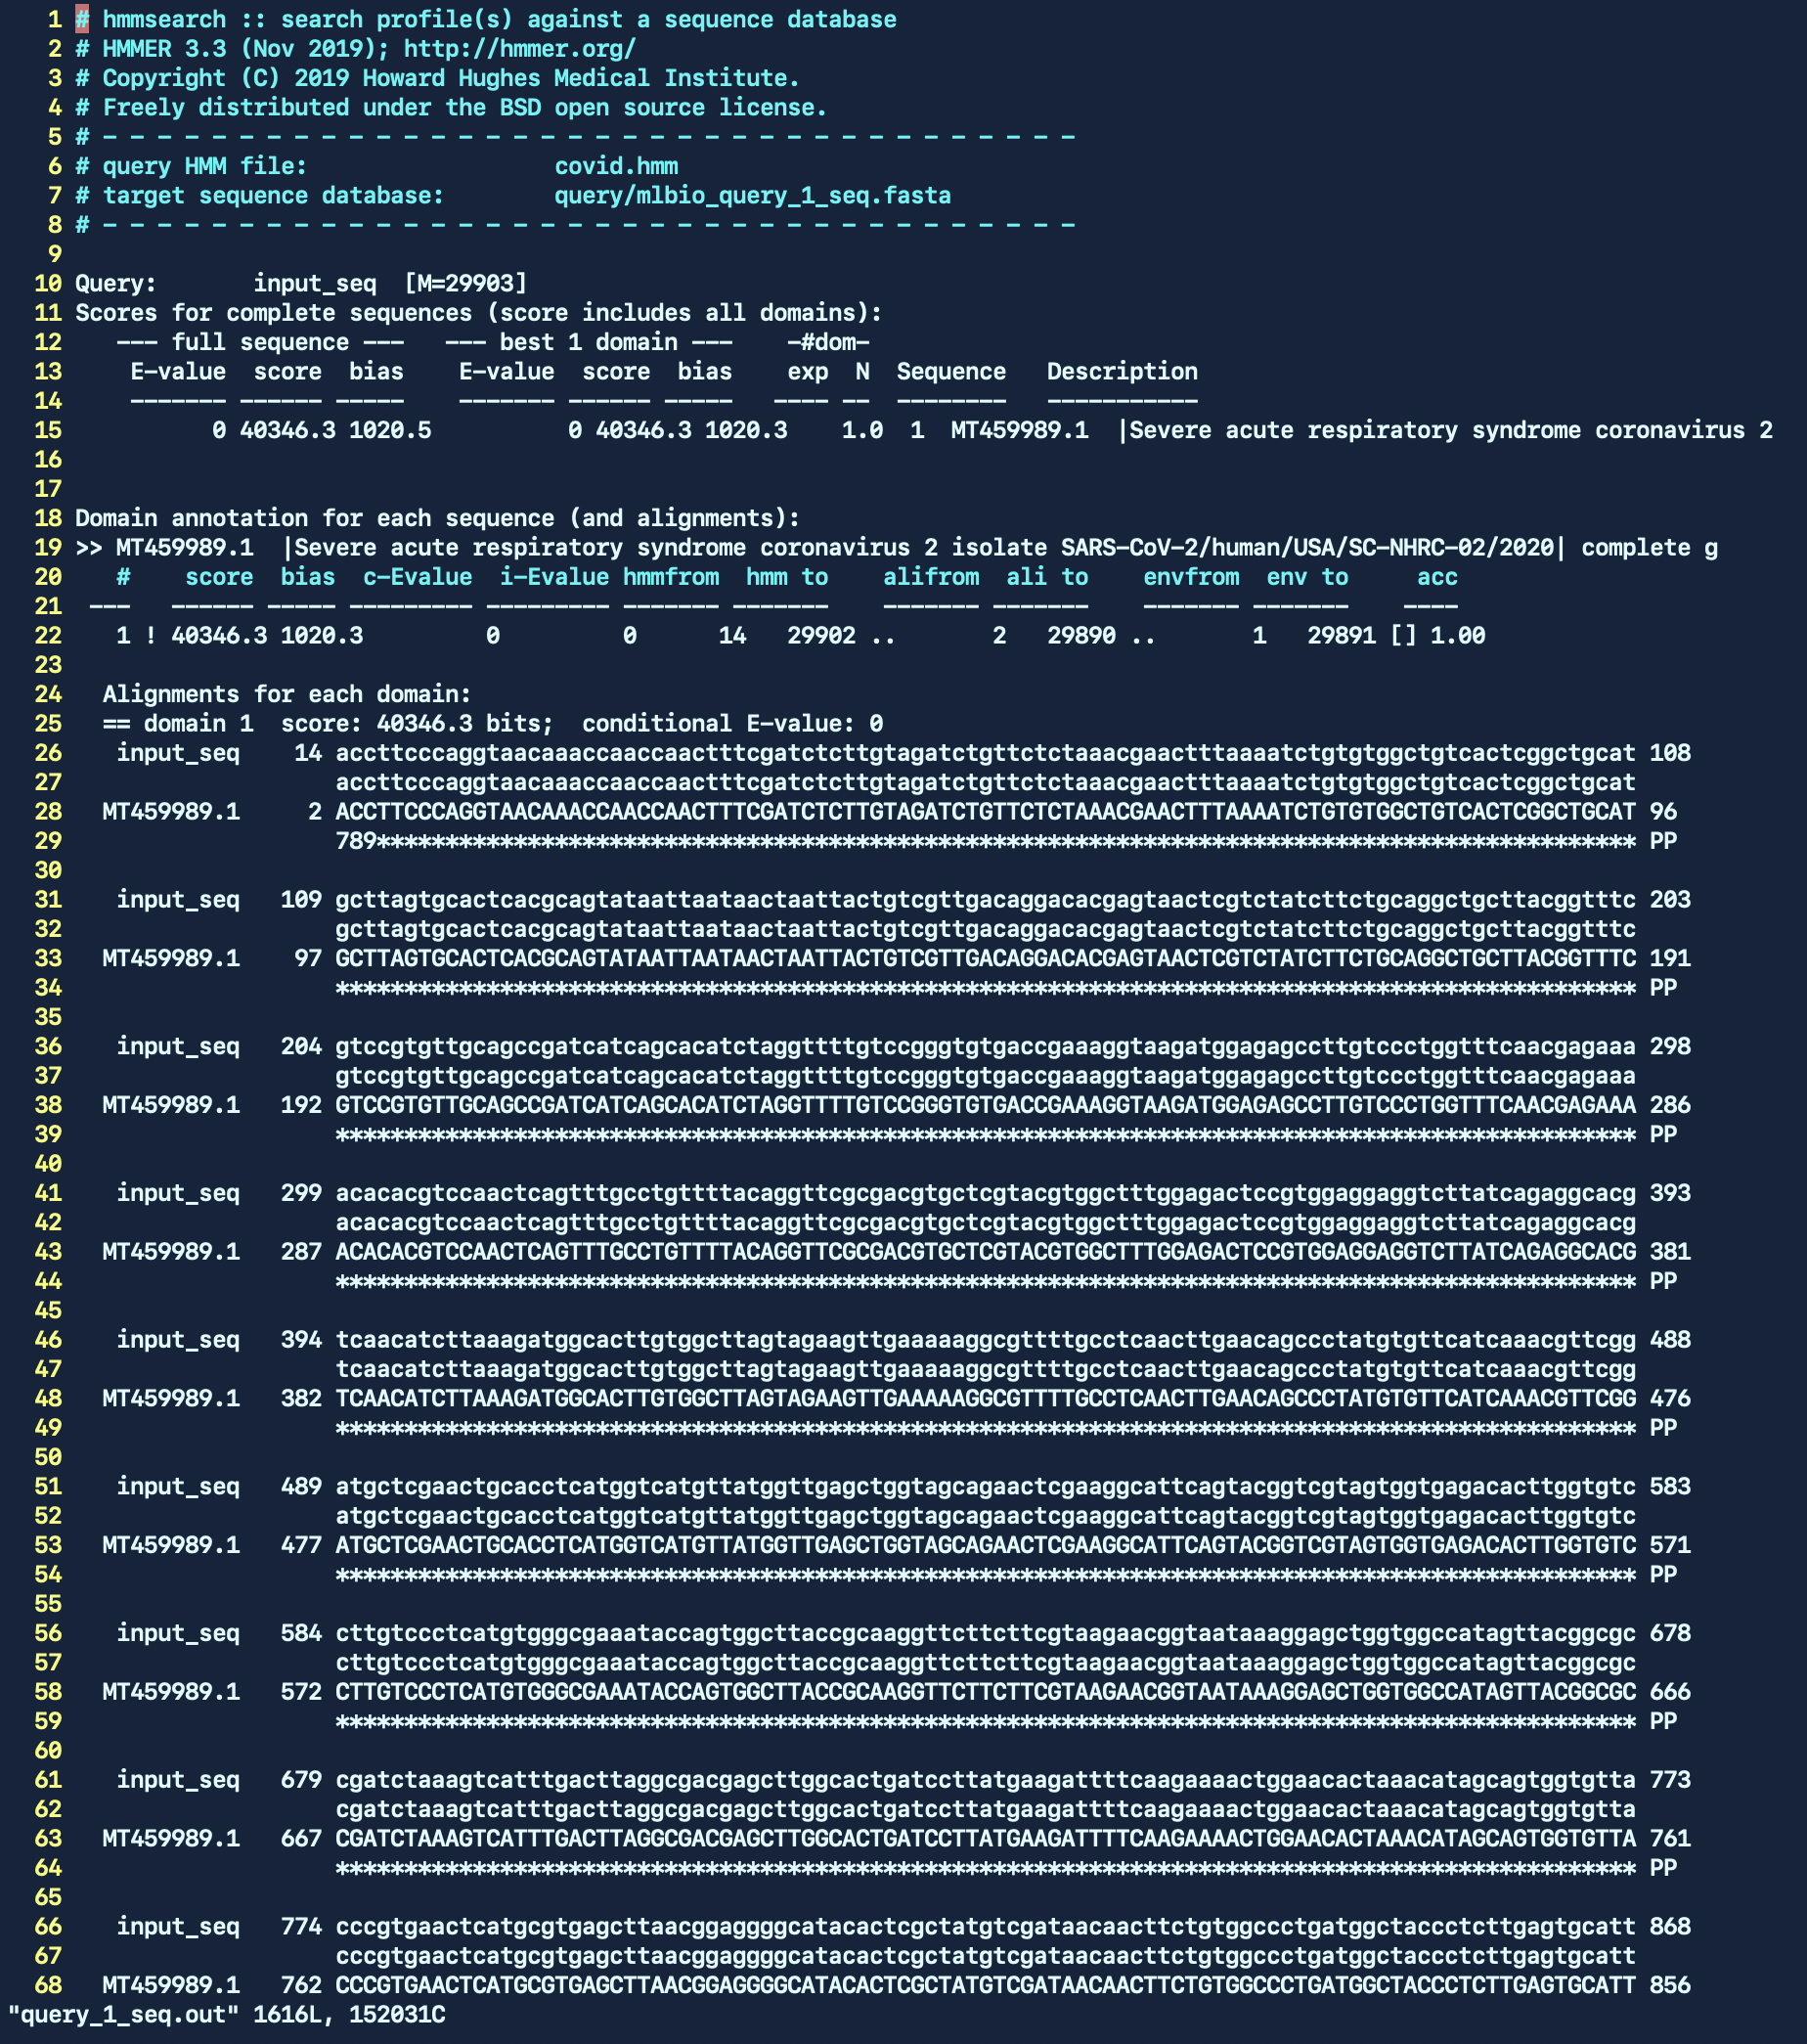 1 # hmmsearch :: search profile(s) against a sequence database
2 # HMMER 3.3 (Nov 2019); http://hmmer.org/
3 # Copyright (C) 2019 Howard Hughes Medical Institute.
4 # Freely distributed under the BSD open source license.
5 # - - - - - - - - - - - - - - - - - - - - - - - - - - - - - - - - - - - -
6 # query HMM file:                  covid.hmm
7 # target sequence database:        query/mlbio_query_1_seq.fasta
8 # - - - - - - - - - - - - - - - - - - - - - - - - - - - - - - - - - - - -
9
10 Query:       input_seq  [M=29903]
11 Scores for complete sequences (score includes all domains):
12    --- full sequence ---   --- best 1 domain ---    -#dom-
13     E-value  score  bias    E-value  score  bias    exp  N  Sequence   Description
14     ------- ------ -----    ------- ------ -----   ---- --  --------   -----------
15           0 40346.3 1020.5          0 40346.3 1020.3    1.0  1  MT459989.1  |Severe acute respiratory syndrome coronavirus 2
16
17
18 Domain annotation for each sequence (and alignments):
19 >> MT459989.1  |Severe acute respiratory syndrome coronavirus 2 isolate SARS-CoV-2/human/USA/SC-NHRC-02/2020| complete g
20    #    score  bias  c-Evalue  i-Evalue hmmfrom  hmm to    alifrom  ali to    envfrom  env to     acc
21  ---   ------ ----- --------- --------- ------- -------    ------- -------    ------- -------    ----
22    1 ! 40346.3 1020.3         0         0      14   29902 ..       2   29890 ..       1   29891 [] 1.00
23
24   Alignments for each domain:
25   == domain 1  score: 40346.3 bits;  conditional E-value: 0
26    input_seq    14 accttcccaggtaacaaaccaaccaactttcgatctcttgtagatctgttctctaaacgaactttaaaatctgtgtggctgtcactcggctgcat 108
27                    accttcccaggtaacaaaccaaccaactttcgatctcttgtagatctgttctctaaacgaactttaaaatctgtgtggctgtcactcggctgcat
28   MT459989.1     2 ACCTTCCCAGGTAACAAACCAACCAACTTTCGATCTCTTGTAGATCTGTTCTCTAAACGAACTTTAAAATCTGTGTGGCTGTCACTCGGCTGCAT 96
29                    789******************************************************************************************** PP
30
31    input_seq   109 gcttagtgcactcacgcagtataattaataactaattactgtcgttgacaggacacgagtaactcgtctatcttctgcaggctgcttacggtttc 203
32                    gcttagtgcactcacgcagtataattaataactaattactgtcgttgacaggacacgagtaactcgtctatcttctgcaggctgcttacggtttc
33   MT459989.1    97 GCTTAGTGCACTCACGCAGTATAATTAATAACTAATTACTGTCGTTGACAGGACACGAGTAACTCGTCTATCTTCTGCAGGCTGCTTACGGTTTC 191
34                    *********************************************************************************************** PP
35
36    input_seq   204 gtccgtgttgcagccgatcatcagcacatctaggttttgtccgggtgtgaccgaaaggtaagatggagagccttgtccctggtttcaacgagaaa 298
37                    gtccgtgttgcagccgatcatcagcacatctaggttttgtccgggtgtgaccgaaaggtaagatggagagccttgtccctggtttcaacgagaaa
38   MT459989.1   192 GTCCGTGTTGCAGCCGATCATCAGCACATCTAGGTTTTGTCCGGGTGTGACCGAAAGGTAAGATGGAGAGCCTTGTCCCTGGTTTCAACGAGAAA 286
39                    *********************************************************************************************** PP
40
41    input_seq   299 acacacgtccaactcagtttgcctgttttacaggttcgcgacgtgctcgtacgtggctttggagactccgtggaggaggtcttatcagaggcacg 393
42                    acacacgtccaactcagtttgcctgttttacaggttcgcgacgtgctcgtacgtggctttggagactccgtggaggaggtcttatcagaggcacg
43   MT459989.1   287 ACACACGTCCAACTCAGTTTGCCTGTTTTACAGGTTCGCGACGTGCTCGTACGTGGCTTTGGAGACTCCGTGGAGGAGGTCTTATCAGAGGCACG 381
44                    *********************************************************************************************** PP
45
46    input_seq   394 tcaacatcttaaagatggcacttgtggcttagtagaagttgaaaaaggcgttttgcctcaacttgaacagccctatgtgttcatcaaacgttcgg 488
47                    tcaacatcttaaagatggcacttgtggcttagtagaagttgaaaaaggcgttttgcctcaacttgaacagccctatgtgttcatcaaacgttcgg
48   MT459989.1   382 TCAACATCTTAAAGATGGCACTTGTGGCTTAGTAGAAGTTGAAAAAGGCGTTTTGCCTCAACTTGAACAGCCCTATGTGTTCATCAAACGTTCGG 476
49                    *********************************************************************************************** PP
50
51    input_seq   489 atgctcgaactgcacctcatggtcatgttatggttgagctggtagcagaactcgaaggcattcagtacggtcgtagtggtgagacacttggtgtc 583
52                    atgctcgaactgcacctcatggtcatgttatggttgagctggtagcagaactcgaaggcattcagtacggtcgtagtggtgagacacttggtgtc
53   MT459989.1   477 ATGCTCGAACTGCACCTCATGGTCATGTTATGGTTGAGCTGGTAGCAGAACTCGAAGGCATTCAGTACGGTCGTAGTGGTGAGACACTTGGTGTC 571
54                    *********************************************************************************************** PP
55
56    input_seq   584 cttgtccctcatgtgggcgaaataccagtggcttaccgcaaggttcttcttcgtaagaacggtaataaaggagctggtggccatagttacggcgc 678
57                    cttgtccctcatgtgggcgaaataccagtggcttaccgcaaggttcttcttcgtaagaacggtaataaaggagctggtggccatagttacggcgc
58   MT459989.1   572 CTTGTCCCTCATGTGGGCGAAATACCAGTGGCTTACCGCAAGGTTCTTCTTCGTAAGAACGGTAATAAAGGAGCTGGTGGCCATAGTTACGGCGC 666
59                    *********************************************************************************************** PP
60
61    input_seq   679 cgatctaaagtcatttgacttaggcgacgagcttggcactgatccttatgaagattttcaagaaaactggaacactaaacatagcagtggtgtta 773
62                    cgatctaaagtcatttgacttaggcgacgagcttggcactgatccttatgaagattttcaagaaaactggaacactaaacatagcagtggtgtta
63   MT459989.1   667 CGATCTAAAGTCATTTGACTTAGGCGACGAGCTTGGCACTGATCCTTATGAAGATTTTCAAGAAAACTGGAACACTAAACATAGCAGTGGTGTTA 761
64                    *********************************************************************************************** PP
65
66    input_seq   774 cccgtgaactcatgcgtgagcttaacggaggggcatacactcgctatgtcgataacaacttctgtggccctgatggctaccctcttgagtgcatt 868
67                    cccgtgaactcatgcgtgagcttaacggaggggcatacactcgctatgtcgataacaacttctgtggccctgatggctaccctcttgagtgcatt
68   MT459989.1   762 CCCGTGAACTCATGCGTGAGCTTAACGGAGGGGCATACACTCGCTATGTCGATAACAACTTCTGTGGCCCTGATGGCTACCCTCTTGAGTGCATT 856
"query_1_seq.out" 1616L, 152031C